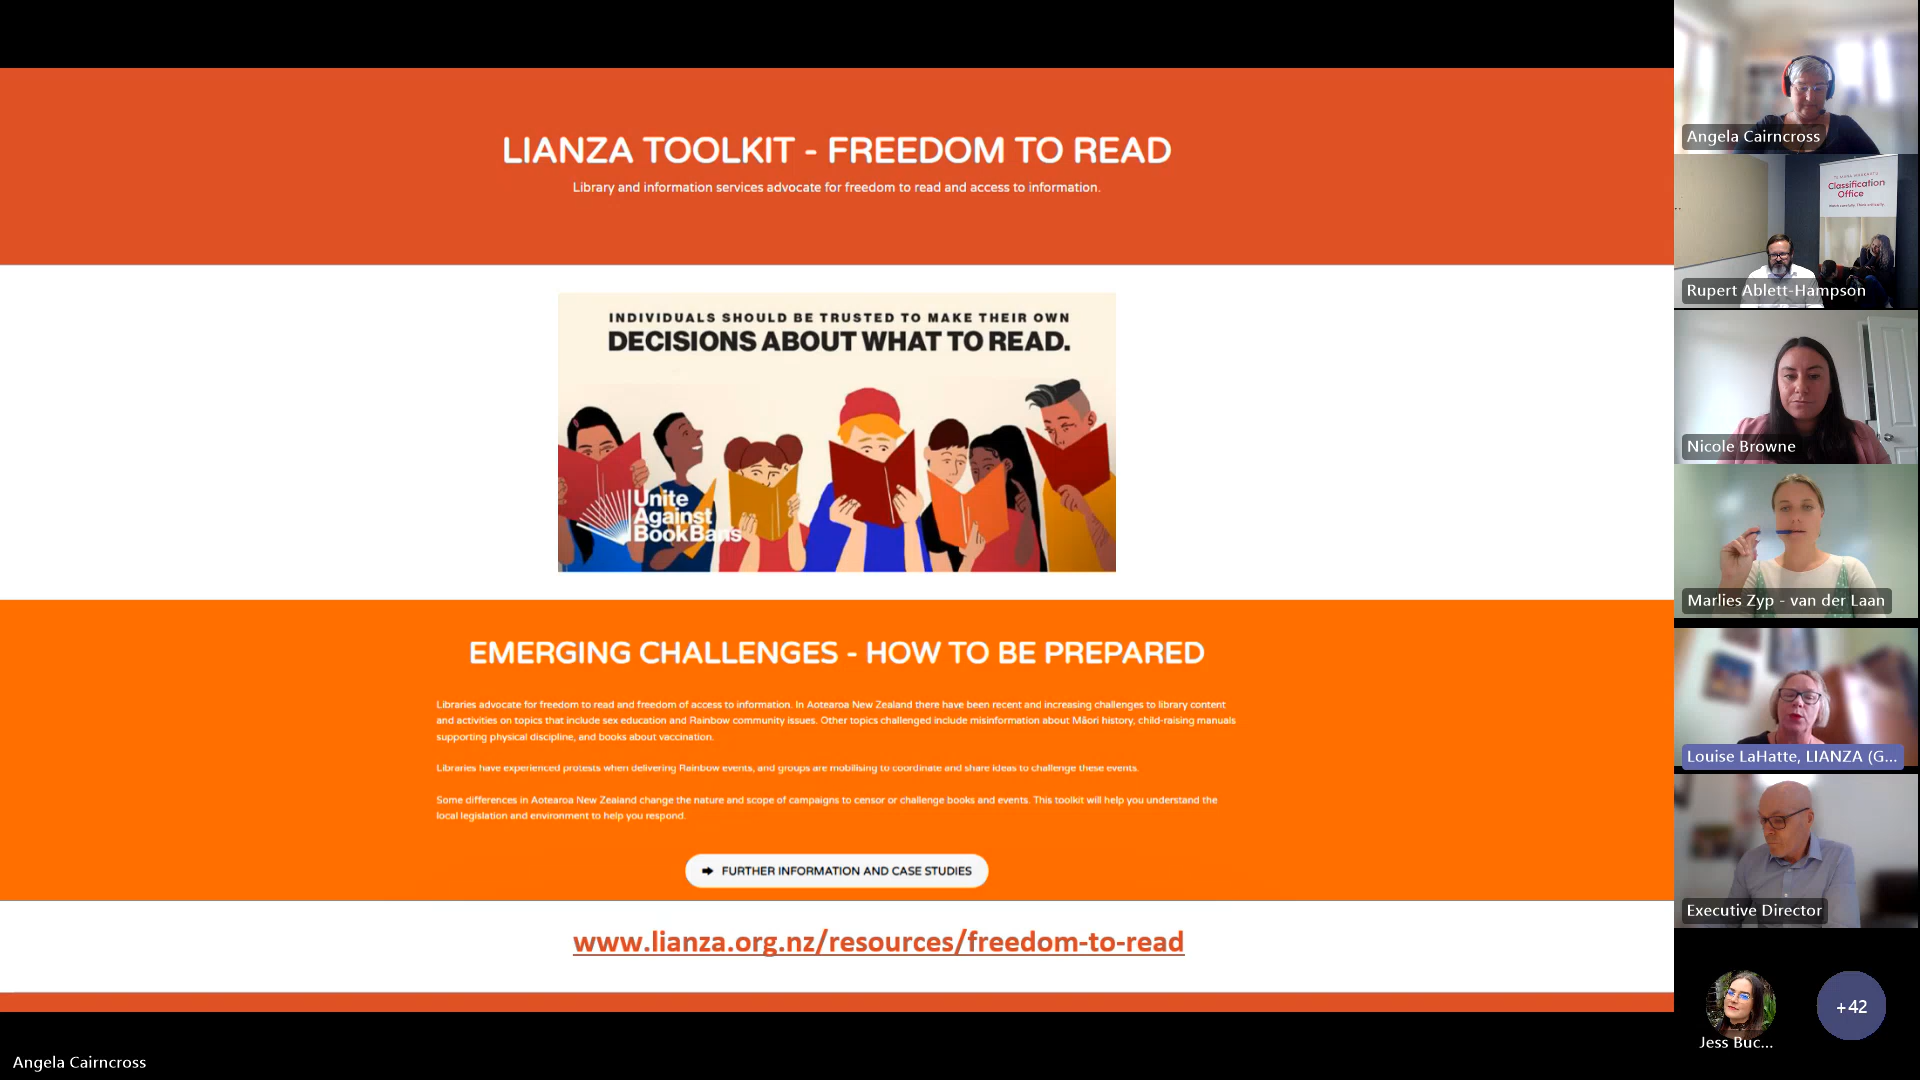 LIANZA TOOLKIT - FREEDOM TO READ
Library and information services advocate for freedom to read and access to information.
INDIVIDUALS SHOULD BE TRUSTED TO MAKE THEIR OWN
DECISIONS ABOUT WHAT TO READ.
Unite
Against
Book Bans
EMERGING CHALLENGES - HOW TO BE PREPARED
Libraries advocate for freedom to read and freedom of access to information. In Aotearoa New Zealand there have been recent and increasing challenges to library content
and activities on topics that include sex education and Rainbow community issues. Other topics challenged include misinformation about Māori history, child-raising manuals
supporting physical discipline, and books about vaccination.
Libraries have experienced protests when delivering Rainbow events, and groups are mobilising to coordinate and share ideas to challenge these events.
Some differences in Aotearoa New Zealand change the nature and scope of campaigns to censor or challenge books and events. This toolkit will help you understand the
local legislation and environment to help you respond.
FURTHER INFORMATION AND CASE STUDIES
www.lianza.org.nz/resources/freedom-to-read
Angela Cairncross
Angela Cairncross
Classification
Office
Rupert Ablett-Hampson
Nicole Browne
Marlies Zyp - van der Laan
Louise LaHatte, LIANZA (G...
Executive Director
Jess Buc...
+42